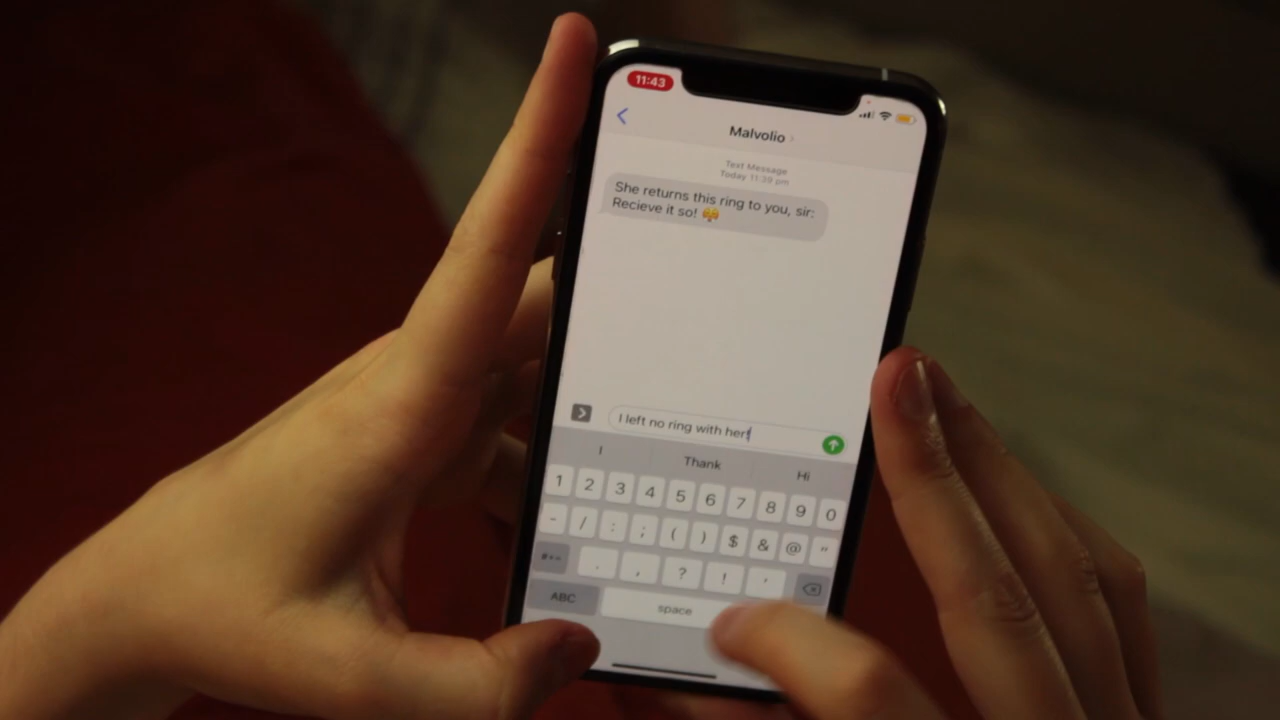 11:43
Malvolio
Text Message
Today 11:39 pm
She returns this ring to you, sir:
Recieve it so!
I left no ring with her!
I Thank Hi
1 2 3 4 5 6 7 8 9 0
- / : ; ( ) $ & @ "
#+= . , ? ! '
ABC space